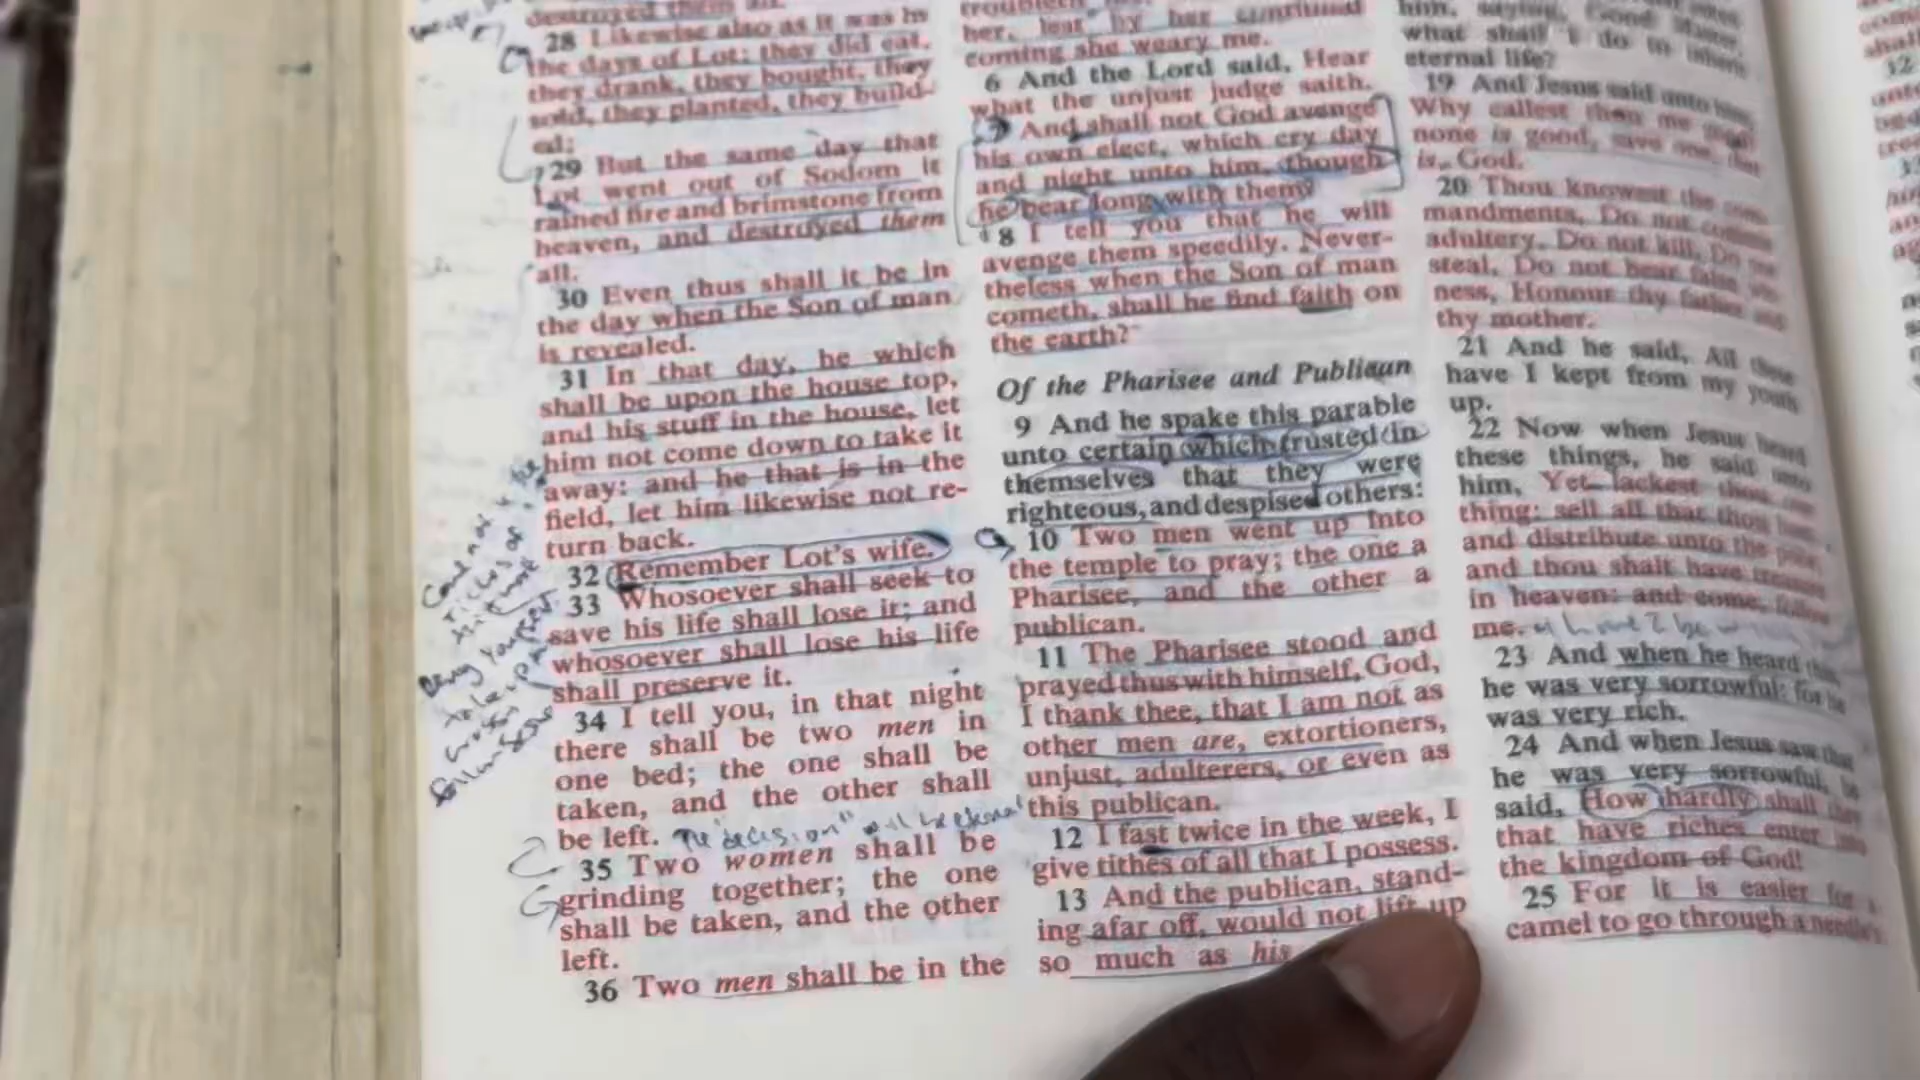 destroyed them all.
28 Likewise also as it was in
the days of Lot; they did eat,
they drank, they bought, they
sold, they planted, they build-
ed;
29 But the same day that
Lot went out of Sodom it
rained fire and brimstone from
heaven, and destroyed them
all.
30 Even thus shall it be in
the day when the Son of man
is revealed.
31 In that day, he which
shall be upon the house top,
and his stuff in the house, let
him not come down to take it
away: and he that is in the
field, let him likewise not re-
turn back.
32 Remember Lot's wife.
33 Whosoever shall seek to
save his life shall lose it; and
whosoever shall lose his life
shall preserve it.
34 I tell you, in that night
there shall be two men in
one bed; the one shall be
taken, and the other shall
be left. The "decision" will be
35 Two women shall be
grinding together; the one
shall be taken, and the other
left.
36 Two men shall be in the
her, lest by her continual
coming she weary me.
6 And the Lord said, Hear
what the unjust judge saith.
7 And shall not God avenge
his own elect, which cry day
and night unto him, though
he bear long with them?
8 I tell you that he will
avenge them speedily. Never-
theless when the Son of man
cometh, shall he find faith on
the earth?
Of the Pharisee and Publican
9 And he spake this parable
unto certain which trusted in
themselves that they were
righteous, and despised others:
10 Two men went up into
the temple to pray; the one a
Pharisee, and the other a
publican.
11 The Pharisee stood and
prayed thus with himself, God,
I thank thee, that I am not as
other men are, extortioners,
unjust, adulterers, or even as
this publican.
12 I fast twice in the week, I
give tithes of all that I possess.
13 And the publican, stand-
ing afar off, would not lift up
so much as his
him, saying, Good Master,
what shall I do to inherit
eternal life?
19 And Jesus said unto him,
Why callest thou me good?
none is good, save one, that
is, God.
20 Thou knowest the com-
mandments, Do not commit
adultery, Do not kill, Do not
steal, Do not bear false wit-
ness, Honour thy father and
thy mother.
21 And he said, All these
have I kept from my youth
up.
22 Now when Jesus heard
these things, he said unto
him, Yet lackest thou one
thing: sell all that thou hast,
and distribute unto the poor,
and thou shalt have treasure
in heaven: and come, follow
me.
23 And when he heard this,
he was very sorrowful: for he
was very rich.
24 And when Jesus saw that
he was very sorrowful, he
said, How hardly shall they
that have riches enter into
the kingdom of God!
25 For it is easier for a
camel to go through a needle's